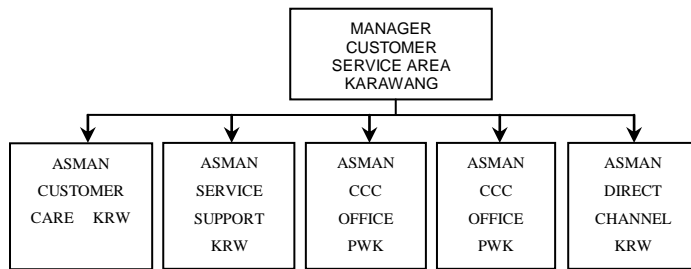 MANAGER
CUSTOMER
SERVICE AREA
KARAWANG
ASMAN
CUSTOMER
CARE KRW
ASMAN
SERVICE
SUPPORT
KRW
ASMAN
CCC
OFFICE
PWK
ASMAN
CCC
OFFICE
PWK
ASMAN
DIRECT
CHANNEL
KRW